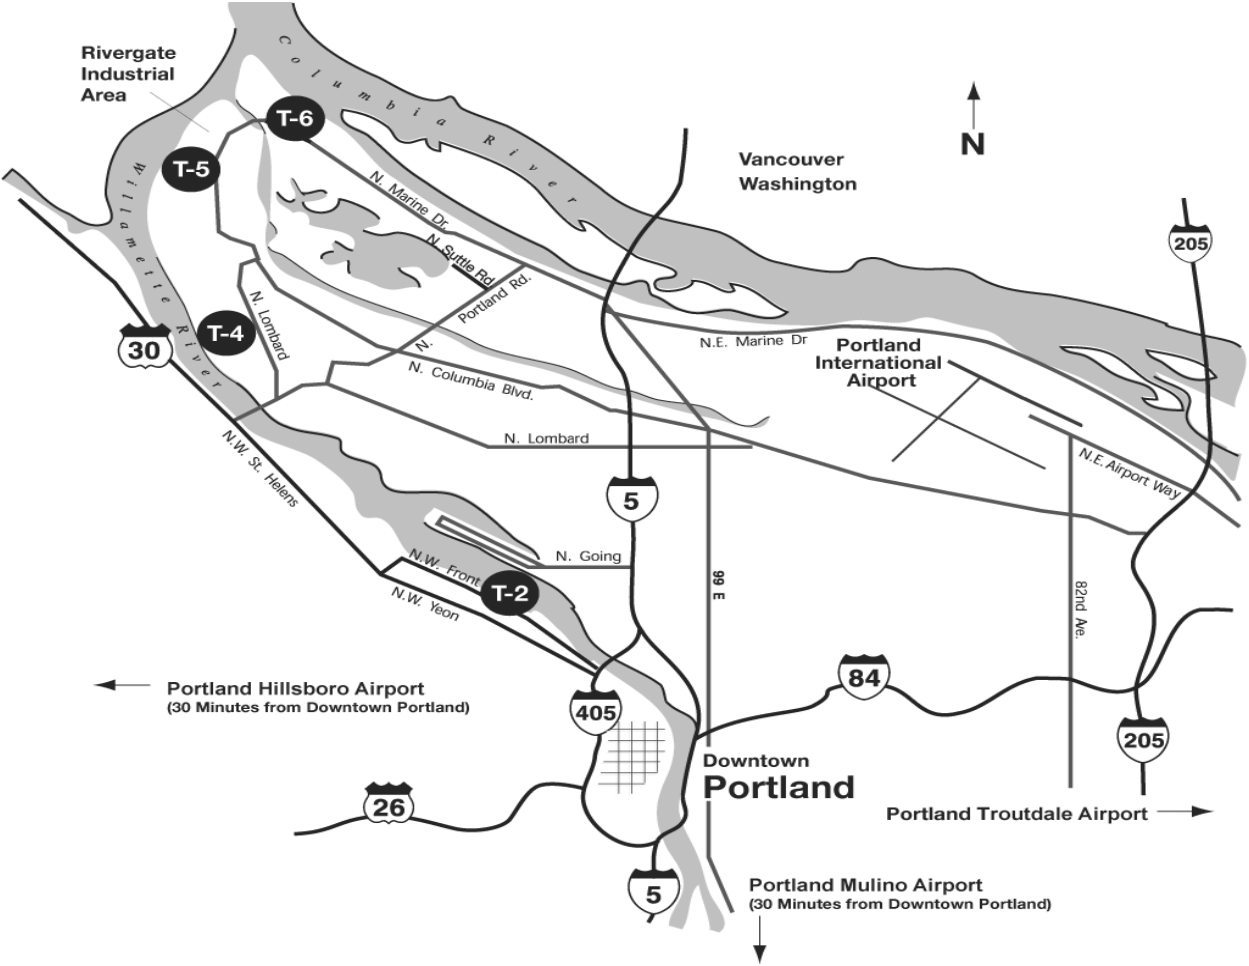 Columbia River
Rivergate
Industrial
Area
T-6
N
T-5
Vancouver
Washington
Willamette River
N. Marine Dr.
N. Suttle Rd.
205
N. Portland Rd.
T-4
N. Lombard
30
N.E. Marine Dr
Portland
International
Airport
N. Columbia Blvd.
N. Lombard
N.W. St. Helens
N.E. Airport Way
5
N. Going
N.W. Front
T-2
N.W. Yeon
99 E
82nd Ave.
84
Portland Hillsboro Airport
(30 Minutes from Downtown Portland)
405
205
Downtown
Portland
26
Portland Troutdale Airport
5
Portland Mulino Airport
(30 Minutes from Downtown Portland)